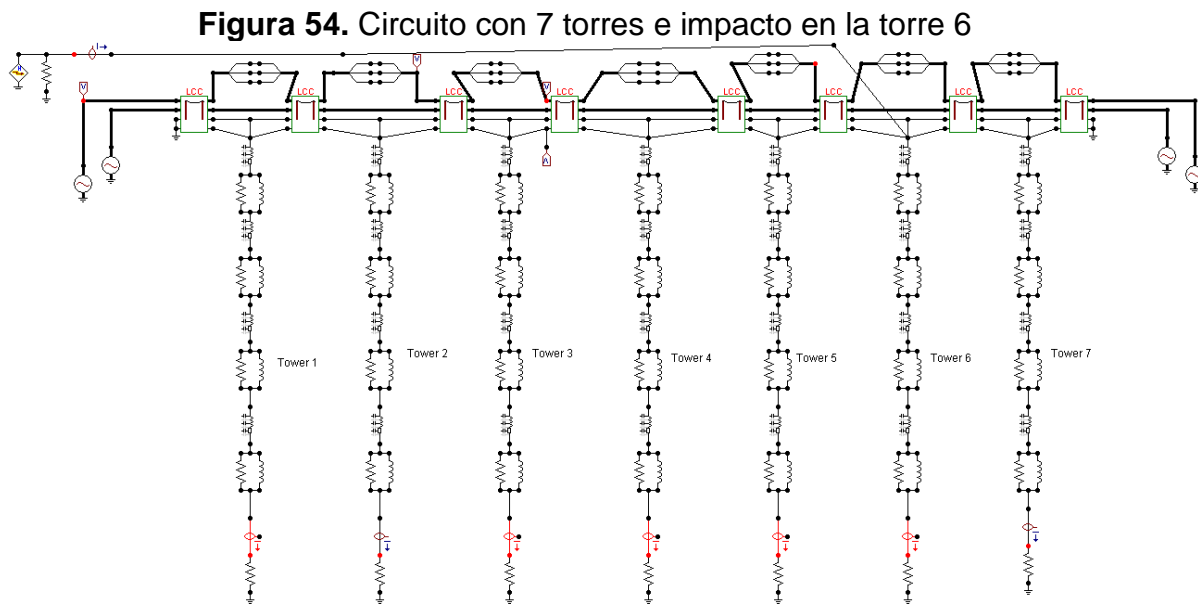 Figura 54. Circuito con 7 torres e impacto en la torre 6
I
H
V
V
V
V
LCC
LCC
LCC
LCC
LCC
LCC
LCC
LCC
Tower 1
Tower 2
Tower 3
Tower 4
Tower 5
Tower 6
Tower 7
I
I
I
I
I
I
I